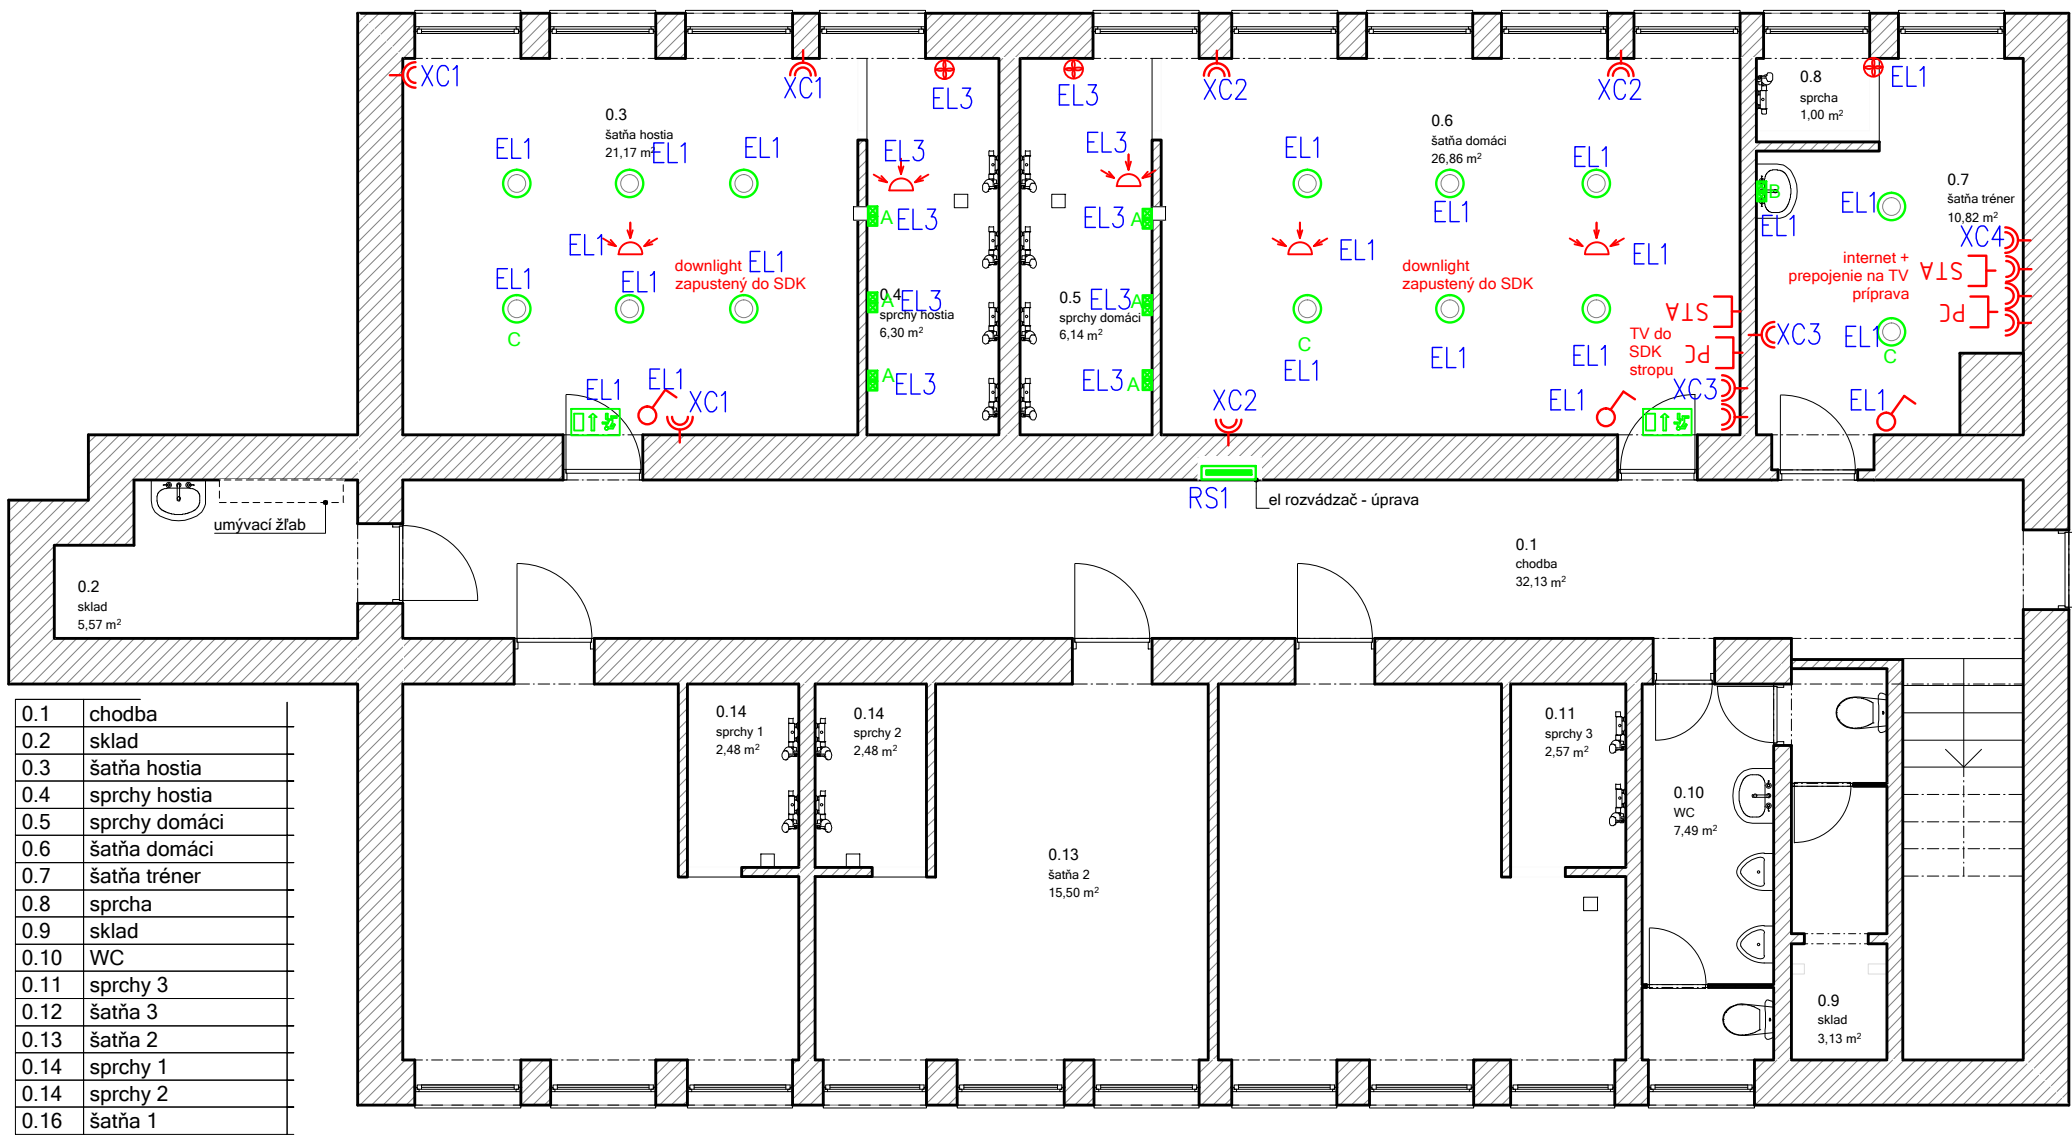 XC1
XC1
EL3
EL3
XC2
XC2
EL1
0.8
sprcha
1,00 m²
0.3
šatňa hostia
21,17 m²
EL1
EL1
EL1
EL3
EL3
EL1
0.6
šatňa domáci
26,86 m²
EL1
EL1
0.7
šatňa tréner
10,82 m²
EL1
B
EL1
A
EL3
EL3
A
EL1
EL1
EL1
XC4
internet +
prepojenie na TV
príprava
STA
PC
EL1
EL1
downlight
zapustený do SDK
EL1
C
0.4
sprchy hostia
6,30 m²
A
EL3
0.5
sprchy domáci
6,14 m²
EL3
A
downlight
zapustený do SDK
C
EL1
EL1
EL1
STA
TV do
SDK
stropu
PC
XC3
XC3
EL1
C
A
EL3
EL3
A
EL1
EL1
XC1
XC2
EL1
EL1
RS1
el rozvádzač - úprava
umývací žľab
0.2
sklad
5,57 m²
0.1
chodba
32,13 m²
0.14
sprchy 1
2,48 m²
0.14
sprchy 2
2,48 m²
0.11
sprchy 3
2,57 m²
0.10
WC
7,49 m²
0.13
šatňa 2
15,50 m²
0.9
sklad
3,13 m²
0.1 chodba
0.2 sklad
0.3 šatňa hostia
0.4 sprchy hostia
0.5 sprchy domáci
0.6 šatňa domáci
0.7 šatňa tréner
0.8 sprcha
0.9 sklad
0.10 WC
0.11 sprchy 3
0.12 šatňa 3
0.13 šatňa 2
0.14 sprchy 1
0.14 sprchy 2
0.16 šatňa 1